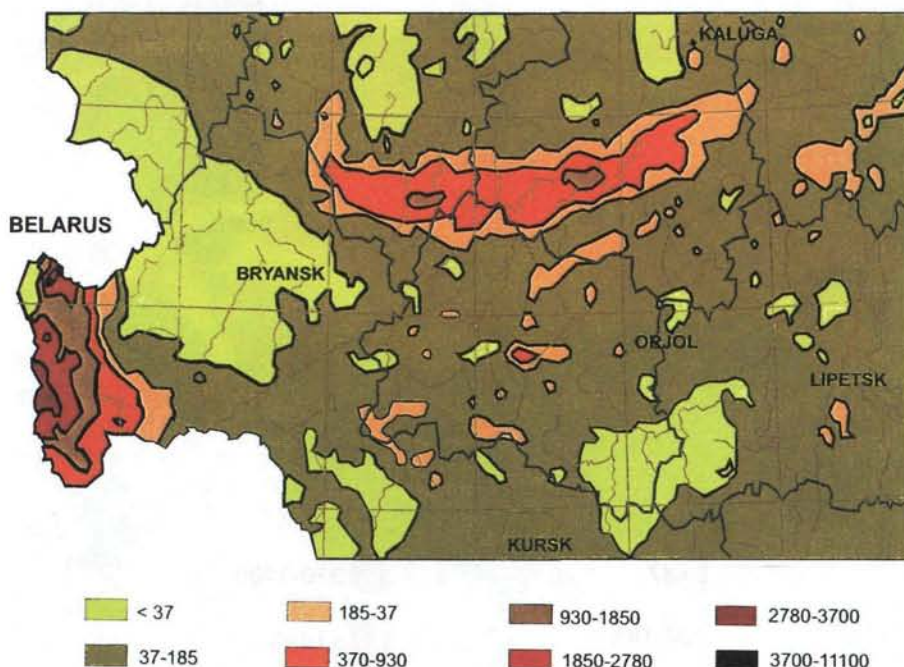 KALUGA
BELARUS
BRYANSK
ORJOL
LIPETSK
KURSK
< 37
185-37
930-1850
2780-3700
37-185
370-930
1850-2780
3700-11100